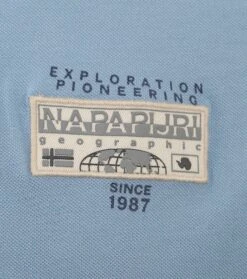 EXPLORATION
PIONEERING
NAPAPIJRI
geographic
SINCE
1987